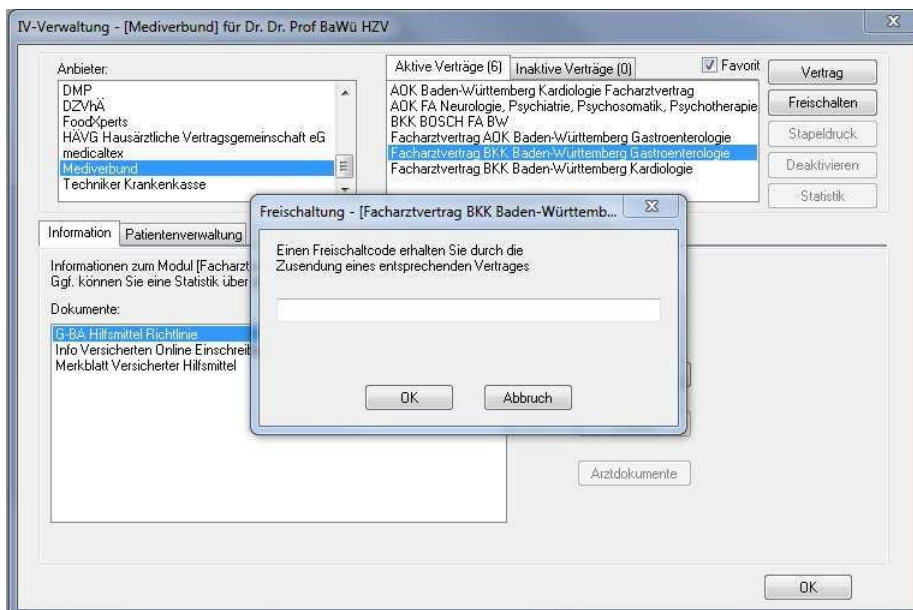 IV-Verwaltung - [Mediverbund] für Dr. Dr. Prof BaWü HZV
Anbieter:
DMP
DZVhÄ
FoodXperts
HÄVG Hausärztliche Vertragsgemeinschaft eG
medicaltex
Mediverbund
Techniker Krankenkasse
Aktive Verträge (6)
Inaktive Verträge (0)
Favorit
AOK Baden-Württemberg Kardiologie Facharztvertrag
AOK FA Neurologie, Psychiatrie, Psychosomatik, Psychotherapie
BKK BOSCH FA BW
Facharztvertrag AOK Baden-Württemberg Gastroenterologie
Facharztvertrag BKK Baden-Württemberg Gastroenterologie
Facharztvertrag BKK Baden-Württemberg Kardiologie
Vertrag
Freischalten
Stapeldruck
Deaktivieren
Statistik
Information
Patientenverwaltung
Informationen zum Modul [Facharzt
Ggf. können Sie eine Statistik über
Dokumente:
G-BA Hilfsmittel Richtlinie
Info Versicherten Online Einschreib
Merkblatt Versicherter Hilfsmittel
Freischaltung - [Facharztvertrag BKK Baden-Württemb...
Einen Freischaltcode erhalten Sie durch die
Zusendung eines entsprechenden Vertrages
OK
Abbruch
Arztdokumente
OK